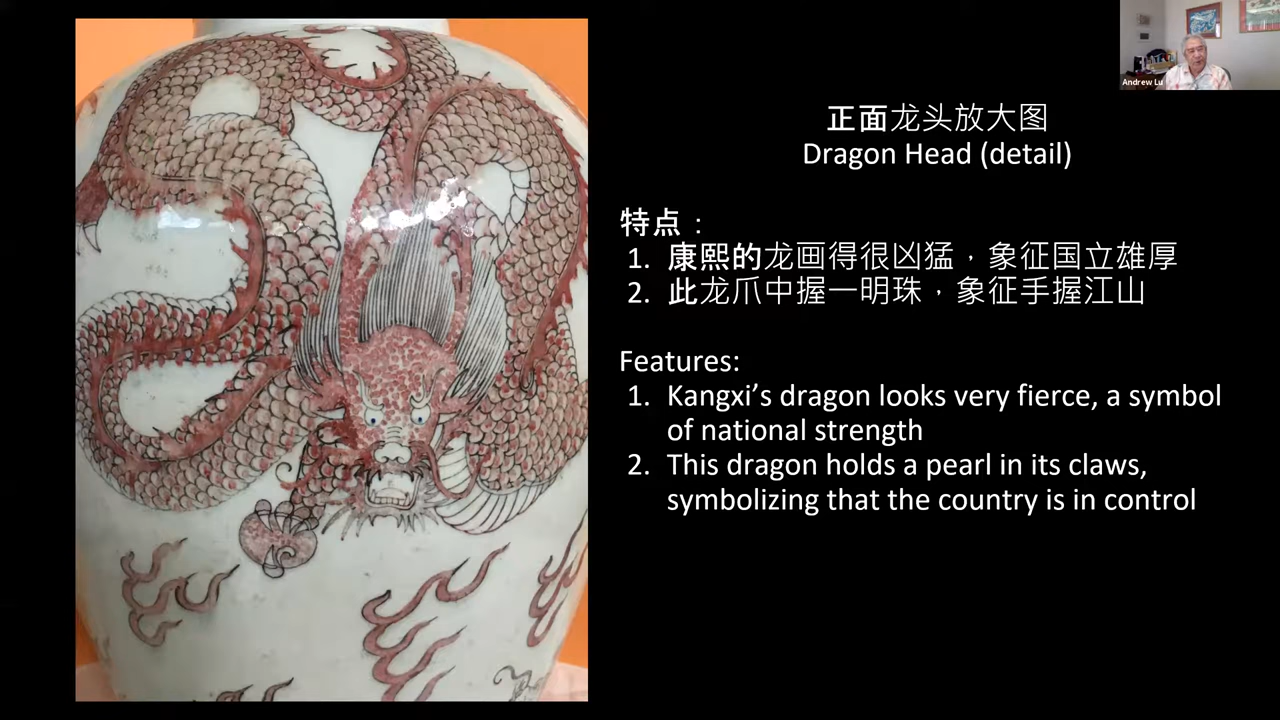 Andrew Lu
正面龙头放大图
Dragon Head (detail)
特点：
1. 康熙的龙画得很凶猛，象征国立雄厚
2. 此龙爪中握一明珠，象征手握江山
Features:
1. Kangxi’s dragon looks very fierce, a symbol
of national strength
2. This dragon holds a pearl in its claws,
symbolizing that the country is in control